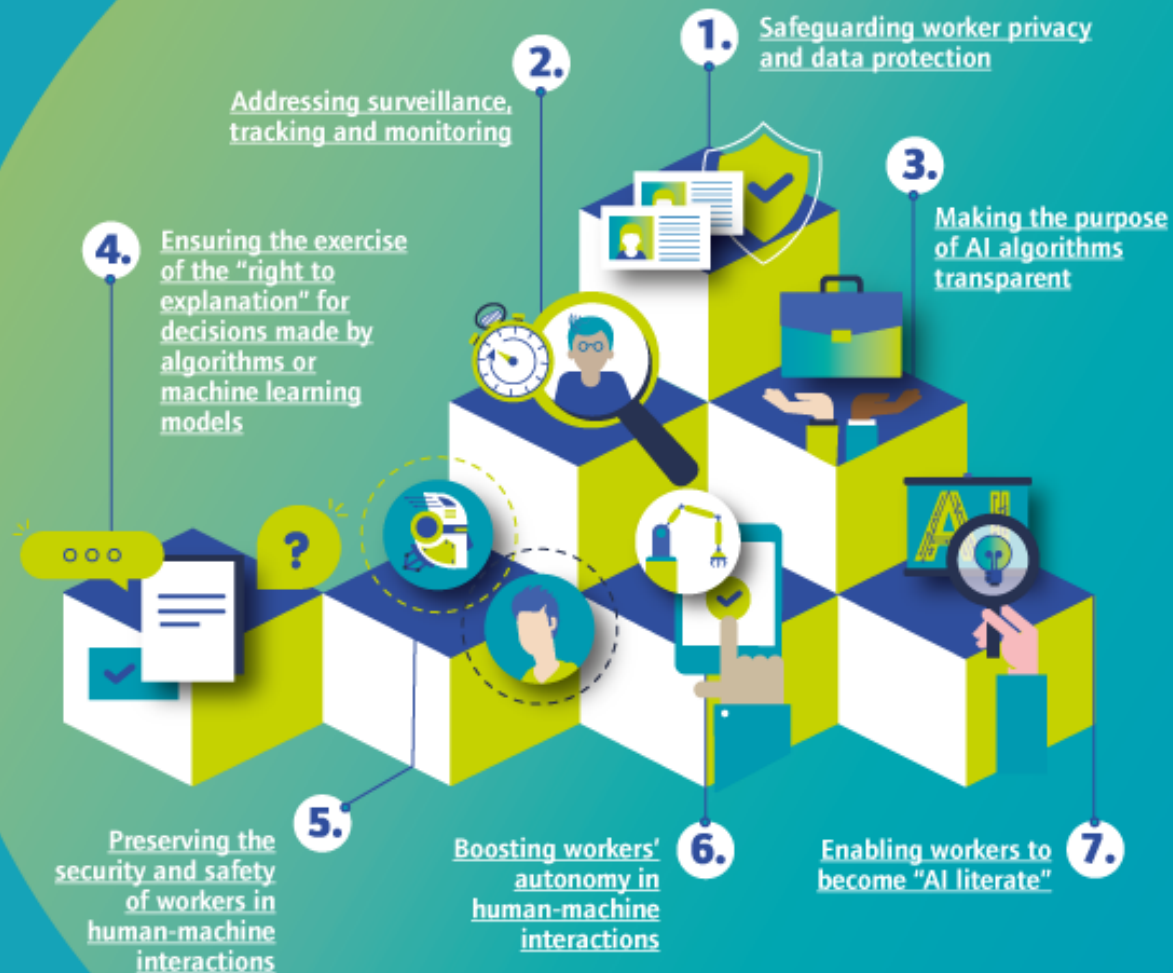 1.
Safeguarding worker privacy
and data protection
2.
Addressing surveillance,
tracking and monitoring
3.
Making the purpose
of AI algorithms
transparent
4.
Ensuring the exercise
of the "right to
explanation" for
decisions made by
algorithms or
machine learning
models
?
AI
5.
Preserving the
security and safety
of workers in
human-machine
interactions
6.
Boosting workers'
autonomy in
human-machine
interactions
7.
Enabling workers to
become "AI literate"